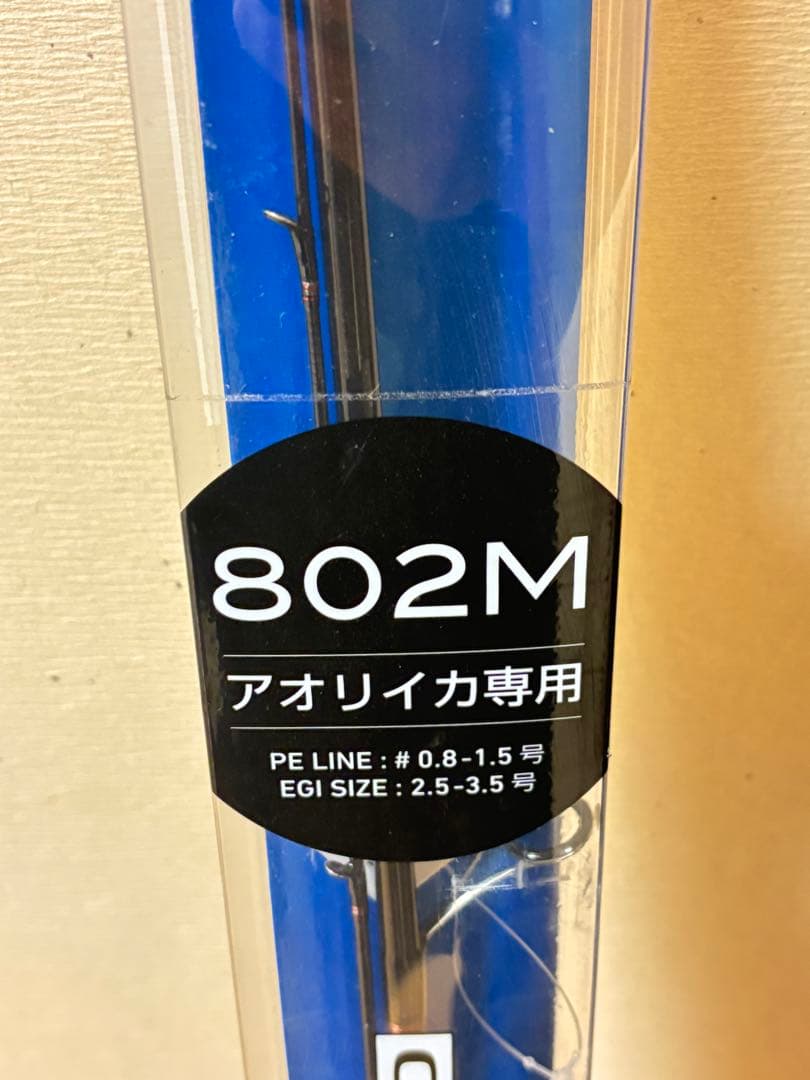 802M
アオリイカ専用
PE LINE : # 0.8-1.5 号
EGI SIZE : 2.5-3.5 号